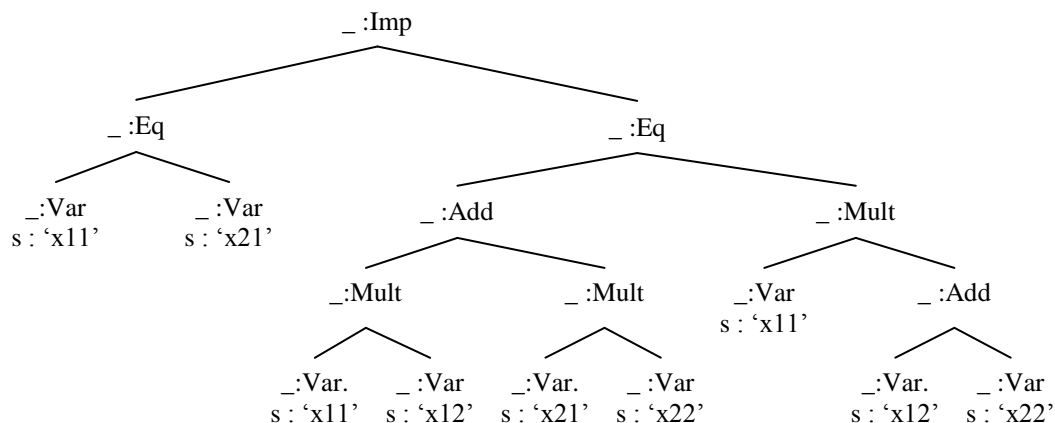 _ :Imp
_ :Eq _ :Eq
_:Var _ :Var _ :Add _ :Mult
s : ‘x11’ s : ‘x21’
_:Mult _ :Mult _:Var _ :Add
s : ‘x11’
_:Var. _ :Var _:Var. _ :Var _:Var. _ :Var
s : ‘x11’ s : ‘x12’ s : ‘x21’ s : ‘x22’ s : ‘x12’ s : ‘x22’